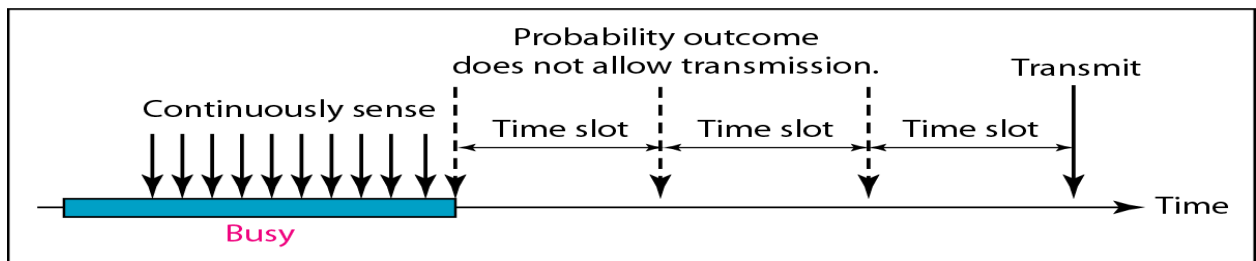 Probability outcome
does not allow transmission.
Transmit
Continuously sense
Time slot Time slot Time slot
Time
Busy